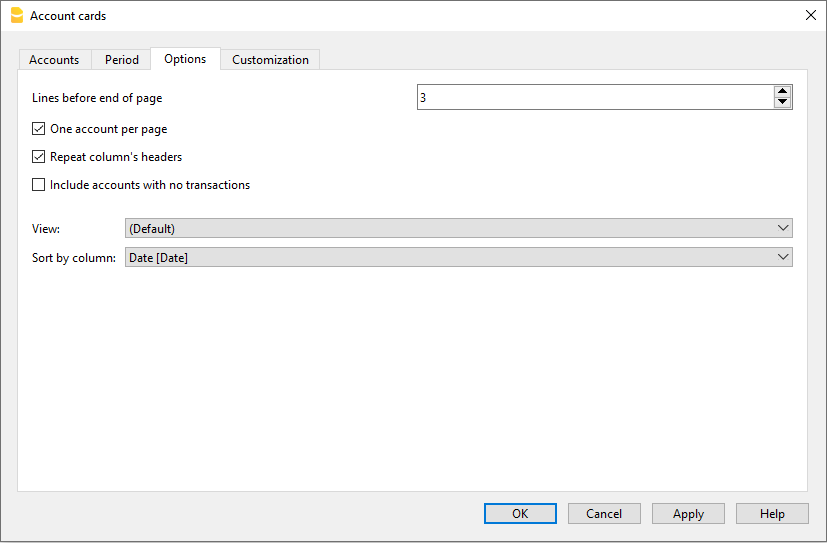 Account cards
Accounts Period Options Customization
Lines before end of page 3
One account per page
Repeat column's headers
Include accounts with no transactions
View: (Default)
Sort by column: Date [Date]
OK Cancel Apply Help